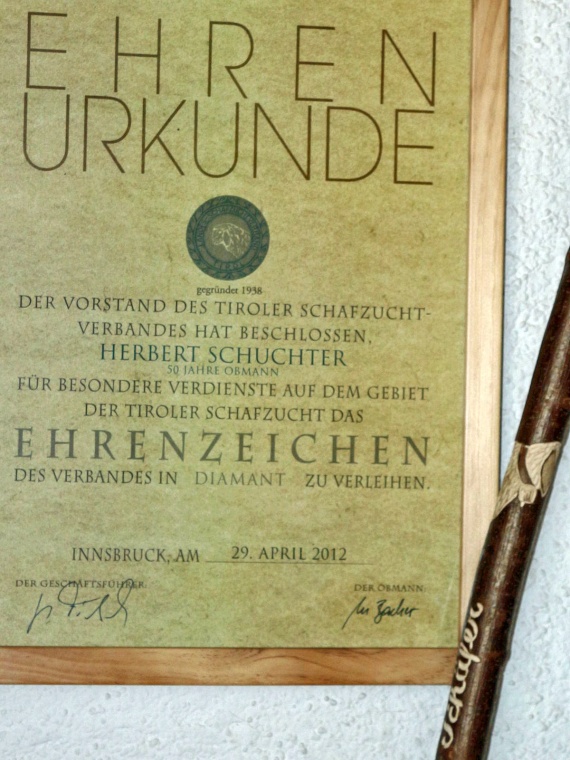 EHREN
URKUNDE
gegründet 1938
DER VORSTAND DES TIROLER SCHAFZUCHT-
VERBANDES HAT BESCHLOSSEN,
HERBERT SCHUCHTER
50 JAHRE OBMANN
FÜR BESONDERE VERDIENSTE AUF DEM GEBIET
DER TIROLER SCHAFZUCHT DAS
EHRENZEICHEN
DES VERBANDES IN DIAMANT ZU VERLEIHEN.
INNSBRUCK, AM 29. APRIL 2012
DER GESCHÄFTSFÜHRER: DER OBMANN:
Schäfer